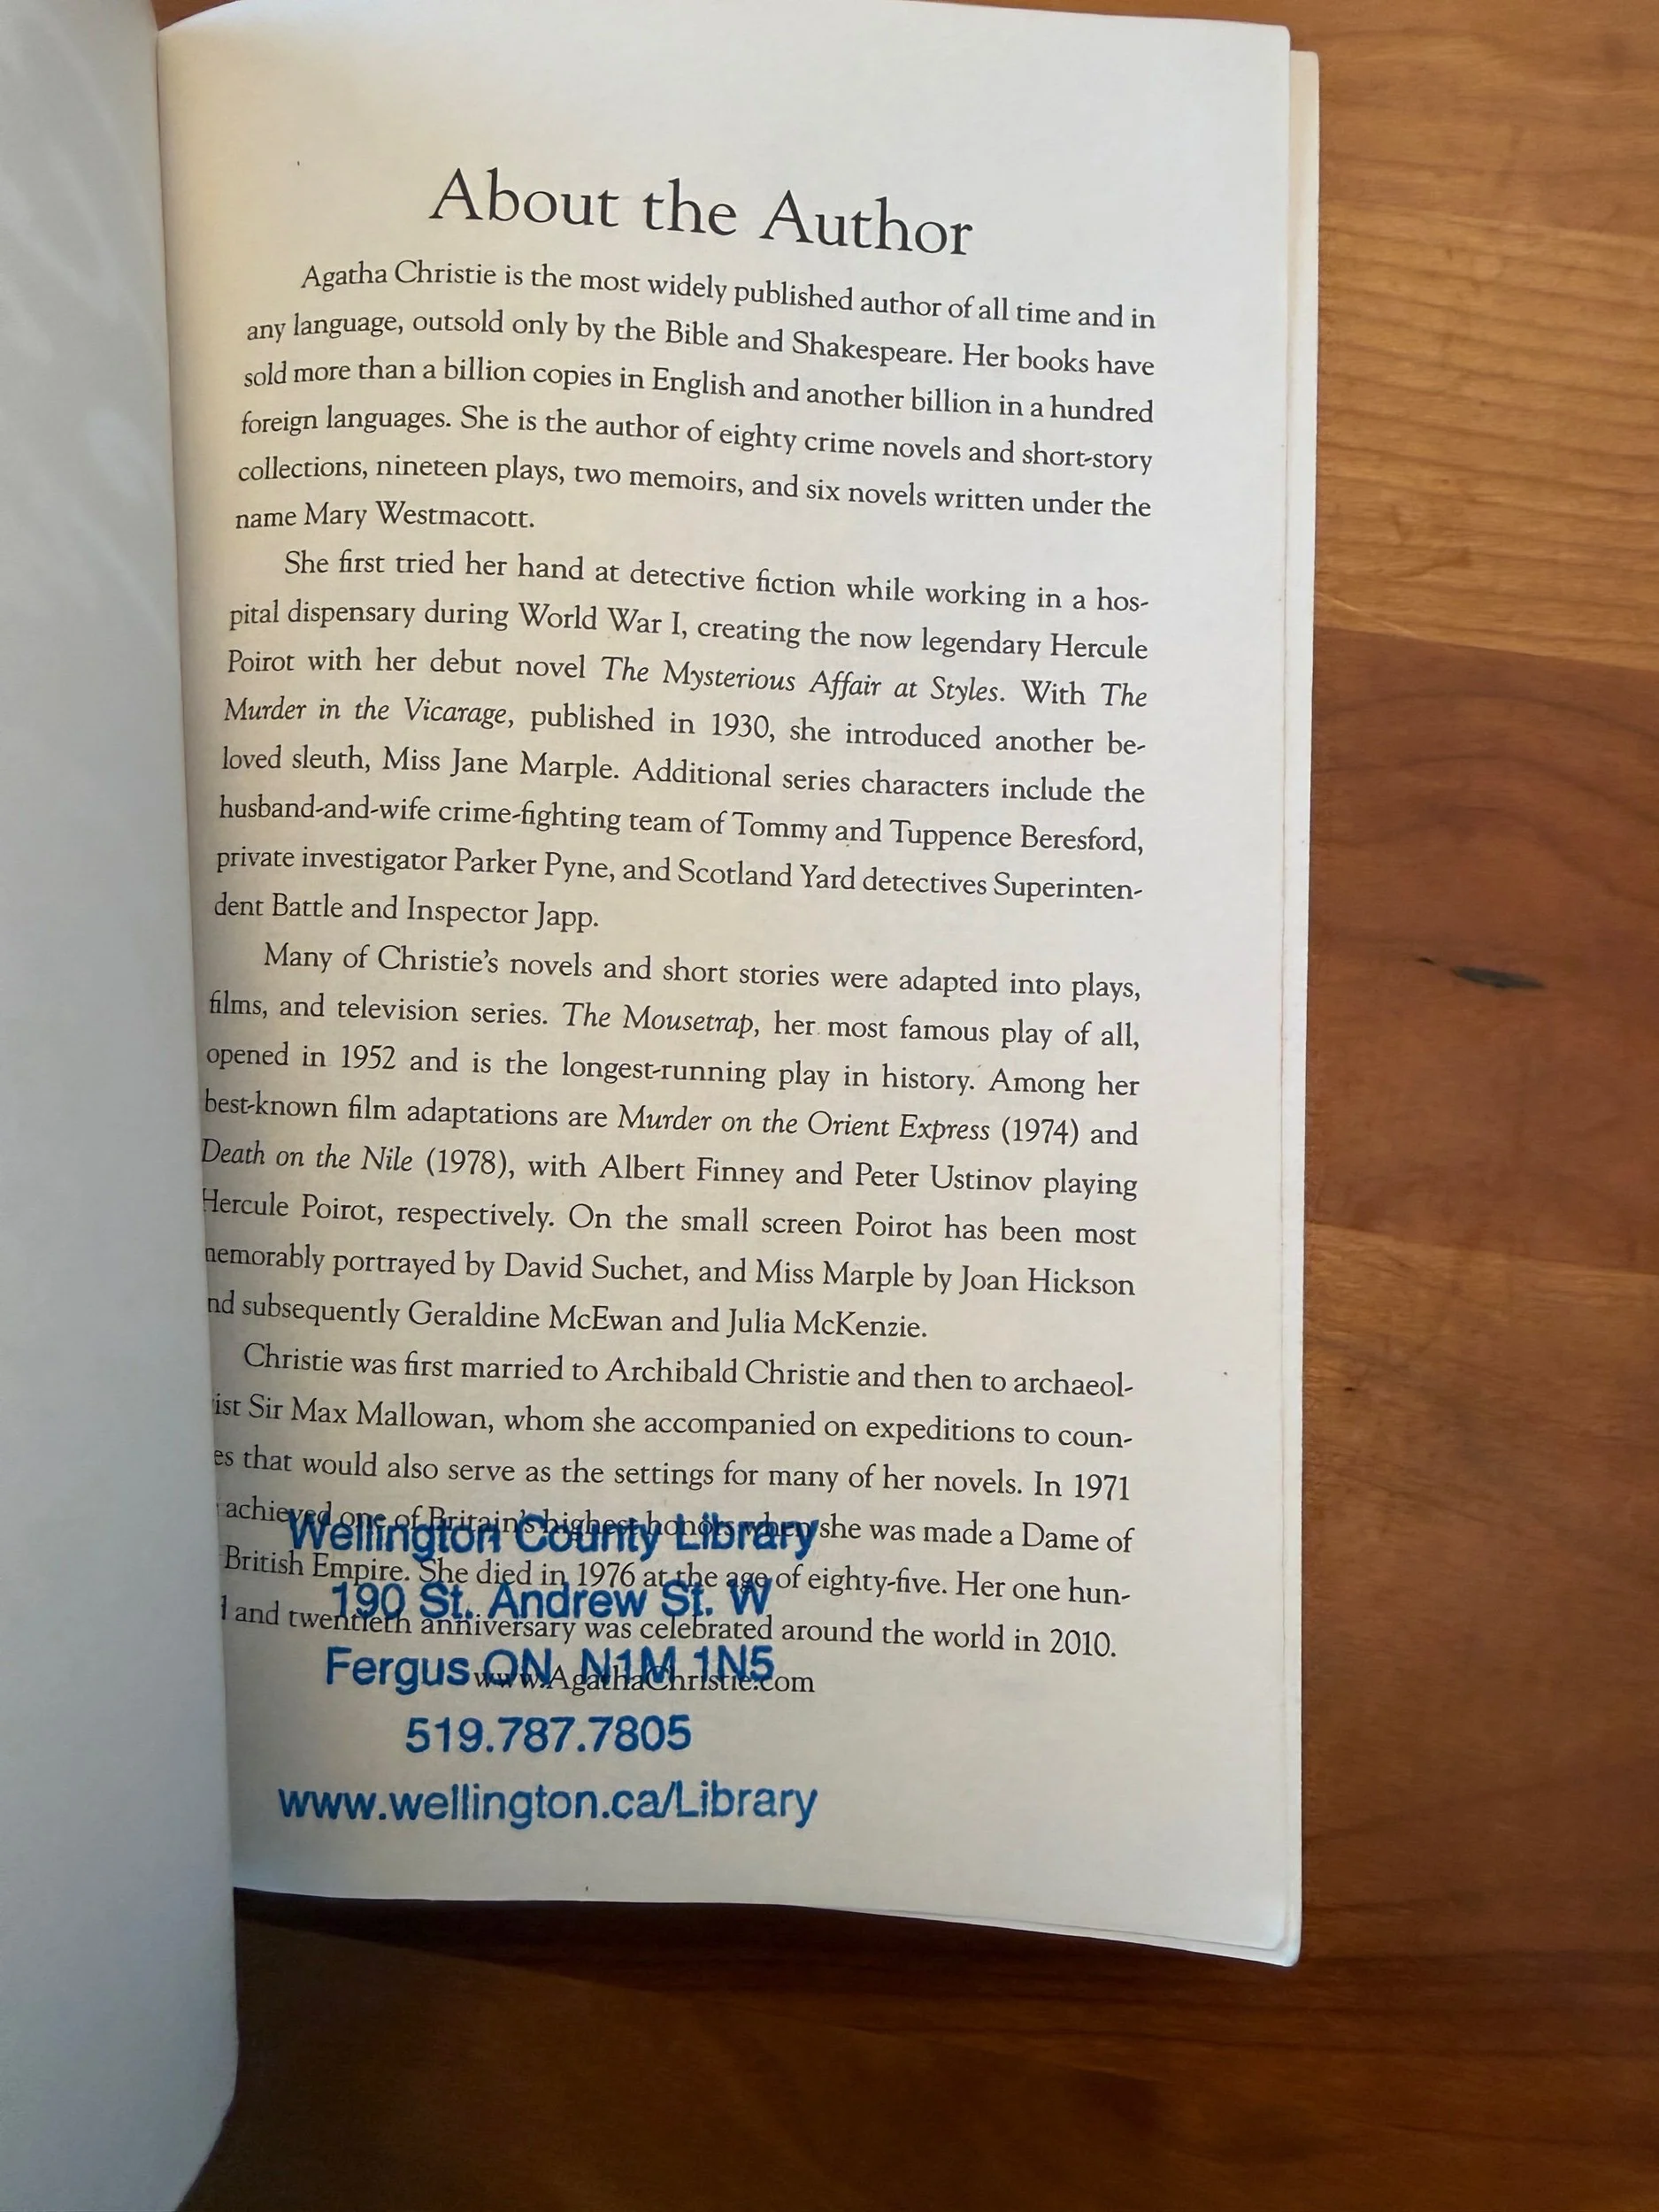 About the Author
Agatha Christie is the most widely published author of all time and in
any language, outsold only by the Bible and Shakespeare. Her books have
sold more than a billion copies in English and another billion in a hundred
foreign languages. She is the author of eighty crime novels and short-story
collections, nineteen plays, two memoirs, and six novels written under the
name Mary Westmacott.
She first tried her hand at detective fiction while working in a hos-
pital dispensary during World War I, creating the now legendary Hercule
Poirot with her debut novel The Mysterious Affair at Styles. With The
Murder in the Vicarage, published in 1930, she introduced another be-
loved sleuth, Miss Jane Marple. Additional series characters include the
husband-and-wife crime-fighting team of Tommy and Tuppence Beresford,
private investigator Parker Pyne, and Scotland Yard detectives Superinten-
dent Battle and Inspector Japp.
Many of Christie's novels and short stories were adapted into plays,
films, and television series. The Mousetrap, her most famous play of all,
opened in 1952 and is the longest-running play in history. Among her
best-known film adaptations are Murder on the Orient Express (1974) and
Death on the Nile (1978), with Albert Finney and Peter Ustinov playing
Hercule Poirot, respectively. On the small screen Poirot has been most
memorably portrayed by David Suchet, and Miss Marple by Joan Hickson
nd subsequently Geraldine McEwan and Julia McKenzie.
Christie was first married to Archibald Christie and then to archaeol-
ist Sir Max Mallowan, whom she accompanied on expeditions to coun-
es that would also serve as the settings for many of her novels. In 1971
achieved one of Britain's highest honors when she was made a Dame of
British Empire. She died in 1976 at the age of eighty-five. Her one hun-
d and twentieth anniversary was celebrated around the world in 2010.
www.AgathaChristie.com
Wellington County Library
190 St. Andrew St. W
Fergus ON N1M 1N5
519.787.7805
www.wellington.ca/Library